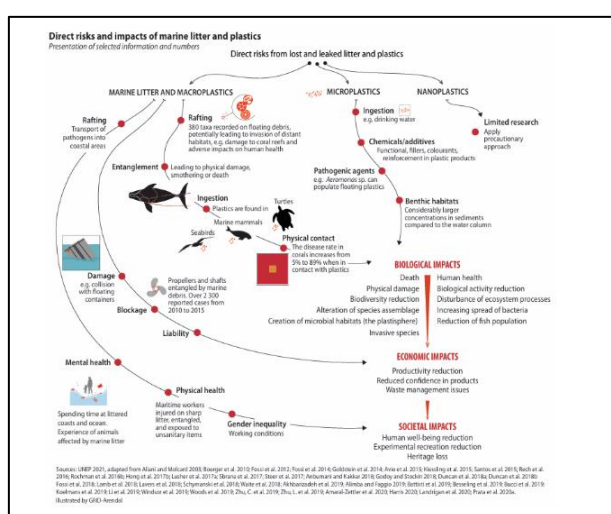 Direct risks and impacts of marine litter and plastics
Presentation of selected information and numbers
Direct risks from lost and leaked litter and plastics
MARINE LITTER AND MACROPLASTICS
MICROPLASTICS
NANOPLASTICS
Rafting
Transport of
pathogens into
coastal areas
Rafting
380 taxa recorded on floating debris,
potentially leading to invasion of distant
habitats, e.g. damage to coral reefs and
adverse impacts on human health
Entanglement
Leading to physical damage,
smothering or death
Ingestion
Plastics are found in
Turtles
Marine mammals
Seabirds
Physical contact
The disease rate in
corals increases from
5% to 89% when in
contact with plastics
Ingestion
e.g. drinking water
Chemicals/additives
Functional, fillers, colourants,
reinforcement in plastic products
Pathogenic agents
e.g. Aeromonas sp. can
populate floating plastics
Benthic habitats
Considerably larger
concentrations in sediments
compared to the water column
Limited research
Apply
precautionary
approach
Damage
e.g. collision
with floating
containers
Blockage
Propellers and shafts
entangled by marine
debris. Over 2 300
reported cases from
2010 to 2015
Liability
Mental health
Spending time at littered
coasts and ocean.
Experience of animals
affected by marine litter
Physical health
Maritime workers
injured on sharp
litter, entangled,
and exposed to
unsanitary items
Gender inequality
Working conditions
BIOLOGICAL IMPACTS
Death
Physical damage
Biodiversity reduction
Alteration of species assemblage
Creation of microbial habitats (the plastisphere)
Invasive species
Human health
Biological activity reduction
Disturbance of ecosystem processes
Increasing spread of bacteria
Reduction of fish population
ECONOMIC IMPACTS
Productivity reduction
Reduced confidence in products
Waste management issues
SOCIETAL IMPACTS
Human well-being reduction
Experimental recreation reduction
Heritage loss
Sources: UNEP 2021, adapted from
Illustrated by GRID-Arendal